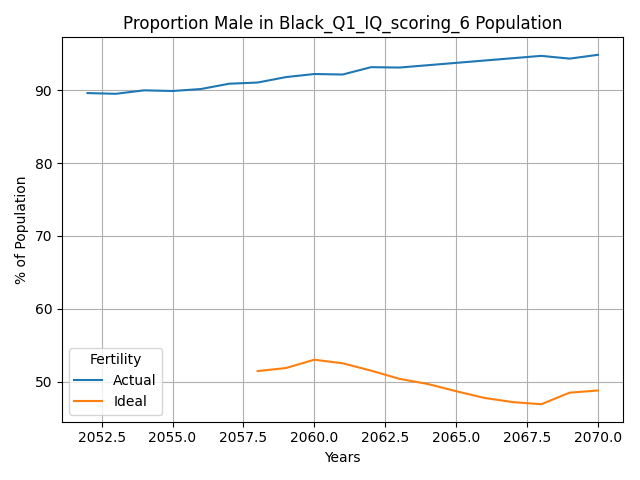 Proportion Male in Black_Q1_IQ_scoring_6 Population
% of Population
90
80
70
60
50
Fertility
Actual
Ideal
2052.5 2055.0 2057.5 2060.0 2062.5 2065.0 2067.5 2070.0
Years